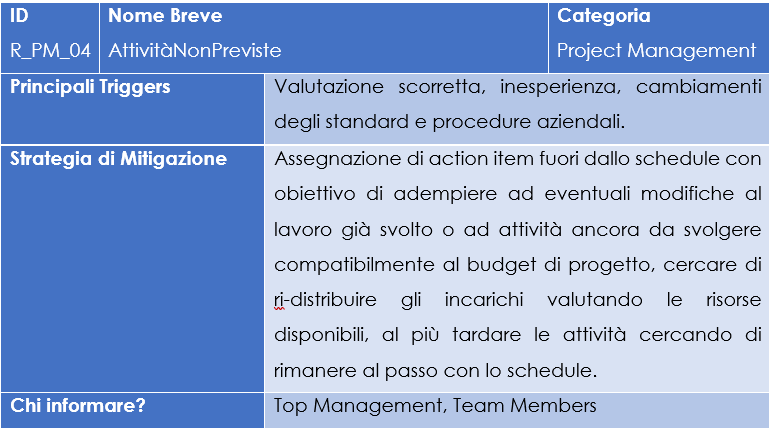 ID Nome Breve Categoria
R_PM_04 AttivitàNonPreviste Project Management
Principali Triggers Valutazione scorretta, inesperienza, cambiamenti
degli standard e procedure aziendali.
Strategia di Mitigazione Assegnazione di action item fuori dallo schedule con
obiettivo di adempiere ad eventuali modifiche al
lavoro già svolto o ad attività ancora da svolgere
compatibilmente al budget di progetto, cercare di
ri-distribuire gli incarichi valutando le risorse
disponibili, al più tardare le attività cercando di
rimanere al passo con lo schedule.
Chi informare? Top Management, Team Members